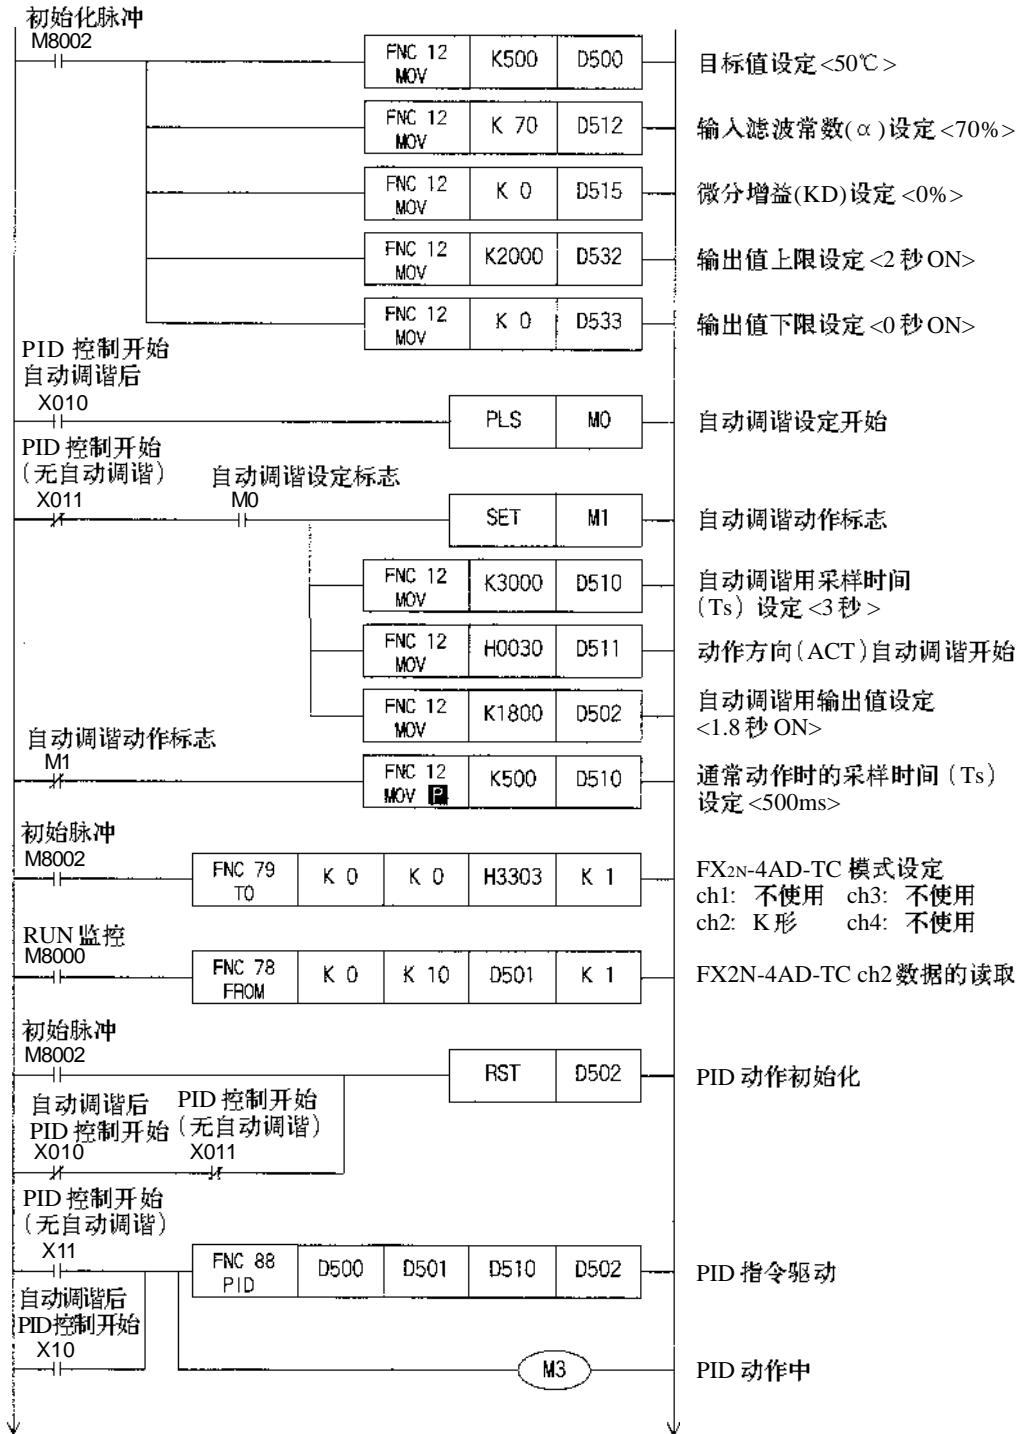 初始化脉冲
M8002
FNC 12 MOV K500 D500 目标值设定<50℃>
FNC 12 MOV K 70 D512 输入滤波常数(α)设定<70%>
FNC 12 MOV K 0 D515 微分增益(KD)设定<0%>
FNC 12 MOV K2000 D532 输出值上限设定<2秒ON>
FNC 12 MOV K 0 D533 输出值下限设定<0秒ON>
PID 控制开始
自动调谐后
X010
PLS M0 自动调谐设定开始
PID 控制开始
(无自动调谐) 自动调谐设定标志
X011 M0
SET M1 自动调谐动作标志
FNC 12 MOV K3000 D510 自动调谐用采样时间
(Ts) 设定<3秒>
FNC 12 MOV H0030 D511 动作方向(ACT)自动调谐开始
FNC 12 MOV K1800 D502 自动调谐用输出值设定
<1.8秒ON>
自动调谐动作标志
M1
FNC 12 MOV P K500 D510 通常动作时的采样时间(Ts)
设定<500ms>
初始脉冲
M8002
FNC 79 TO K 0 K 0 H3303 K 1 FX2N-4AD-TC 模式设定
ch1: 不使用 ch3: 不使用
ch2: K形 ch4: 不使用
RUN监控
M8000
FNC 78 FROM K 0 K 10 D501 K 1 FX2N-4AD-TC ch2数据的读取
初始脉冲
M8002
RST D502 PID 动作初始化
自动调谐后 PID 控制开始
PID 控制开始 (无自动调谐)
X010 X011
PID 控制开始
(无自动调谐)
X11
FNC 88 PID D500 D501 D510 D502 PID 指令驱动
自动调谐后
PID控制开始
X10
M3 PID 动作中